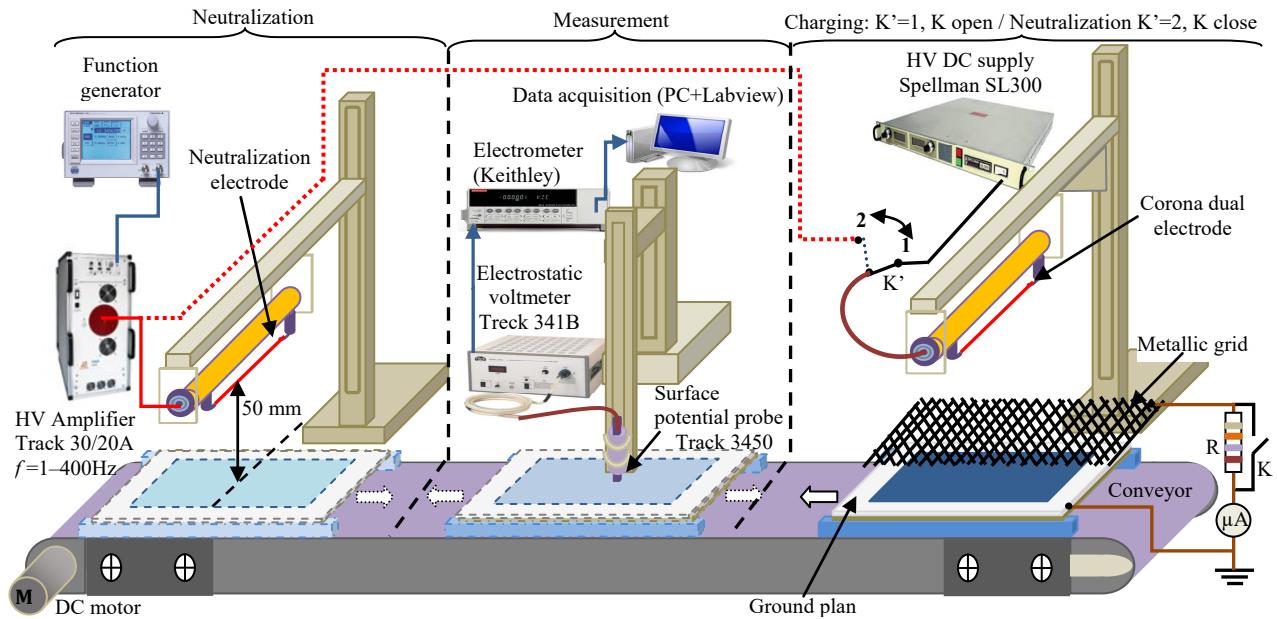 Neutralization
Measurement
Charging: K’=1, K open / Neutralization K’=2, K close
Function
generator
HV DC supply
Spellman SL300
Data acquisition (PC+Labview)
Neutralization
electrode
Electrometer
(Keithley)
Corona dual
electrode
2
1
K’
Electrostatic
voltmeter
Treck 341B
Metallic grid
50 mm
Surface
potential probe
Track 3450
HV Amplifier
Track 30/20A
f =1–400Hz
R
K
Conveyor
µA
M
DC motor
Ground plan